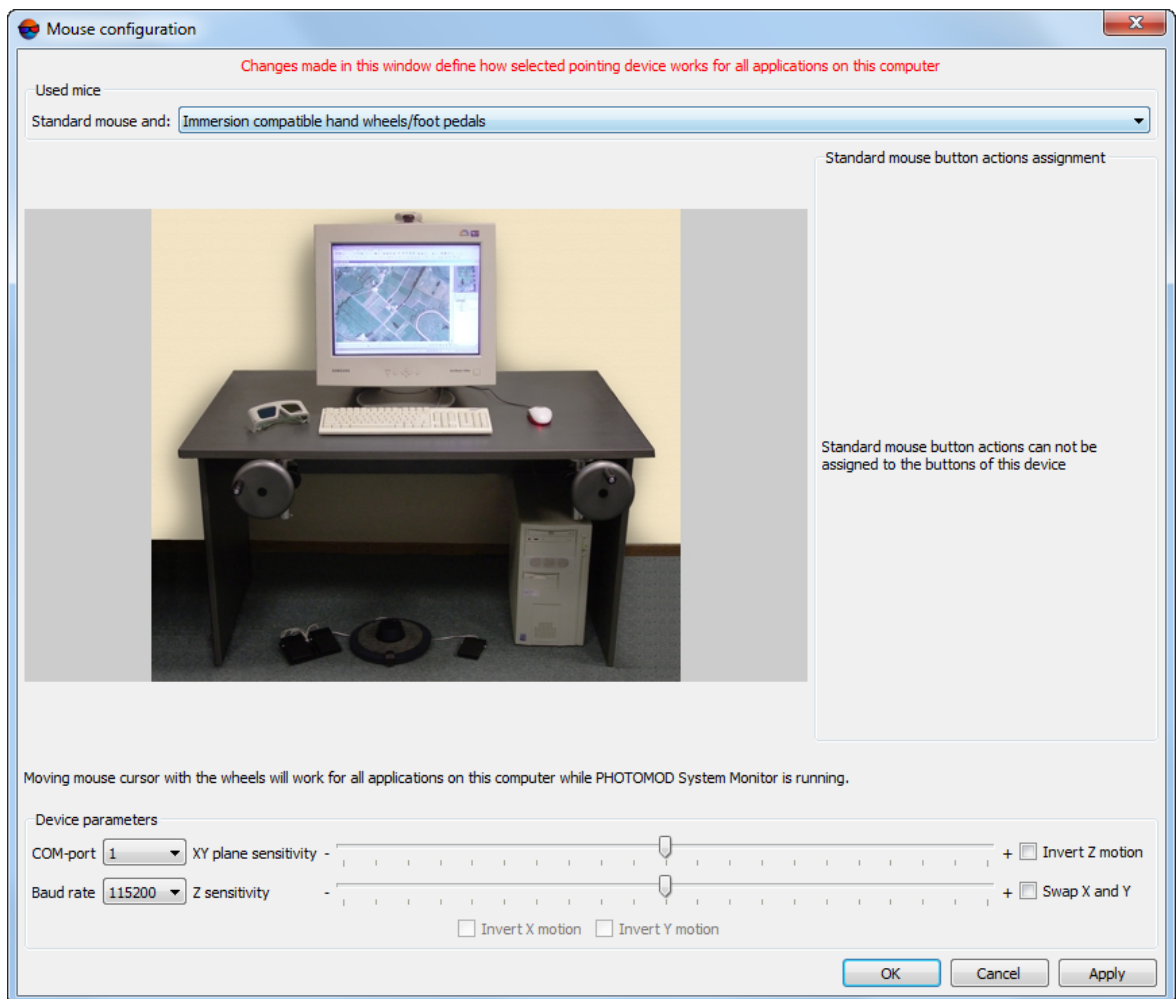 Mouse configuration
Changes made in this window define how selected pointing device works for all applications on this computer
Used mice
Standard mouse and: Immersion compatible hand wheels/foot pedals
Standard mouse button actions assignment
Standard mouse button actions can not be
assigned to the buttons of this device
Moving mouse cursor with the wheels will work for all applications on this computer while PHOTOMOD System Monitor is running.
Device parameters
COM-port 1 XY plane sensitivity - + Invert Z motion
Baud rate 115200 Z sensitivity - + Swap X and Y
Invert X motion Invert Y motion
OK Cancel Apply